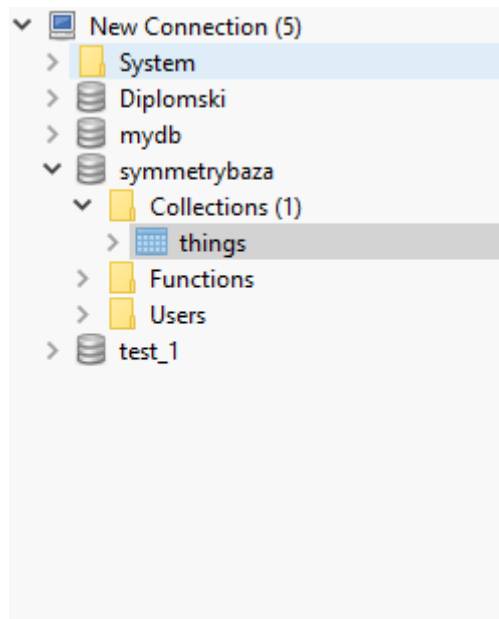 New Connection (5)
System
Diplomski
mydb
symmetrybaza
Collections (1)
things
Functions
Users
test_1